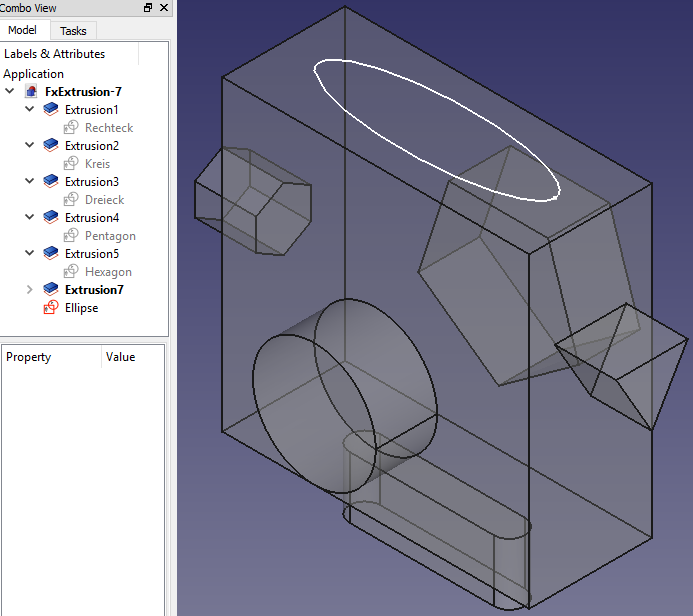 Combo View
Model Tasks
Labels & Attributes
Application
FxExtrusion-7
Extrusion1
Rechteck
Extrusion2
Kreis
Extrusion3
Dreieck
Extrusion4
Pentagon
Extrusion5
Hexagon
Extrusion7
Ellipse
Property Value